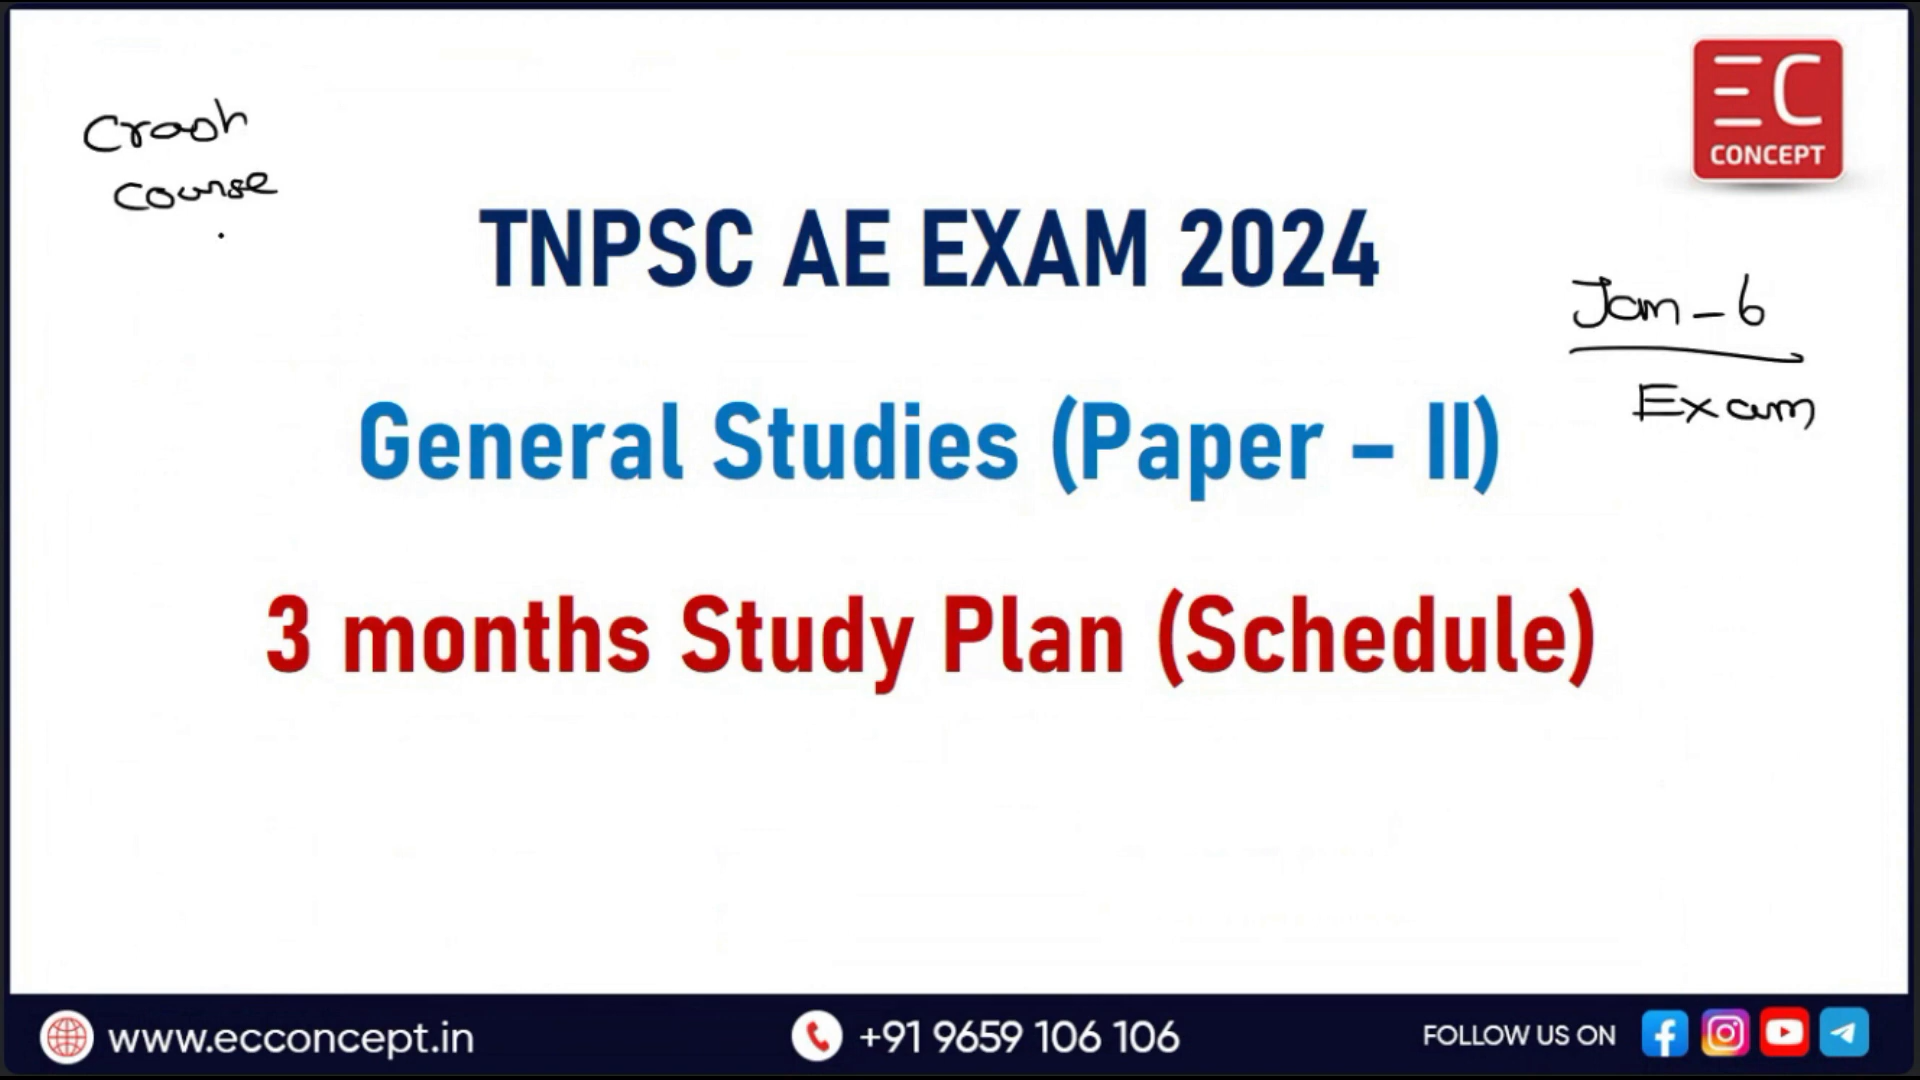 EC
CONCEPT
Crash
course
TNPSC AE EXAM 2024
Jan - 6
Exam
General Studies (Paper – II)
3 months Study Plan (Schedule)
www.ecconcept.in
+91 9659 106 106
FOLLOW US ON